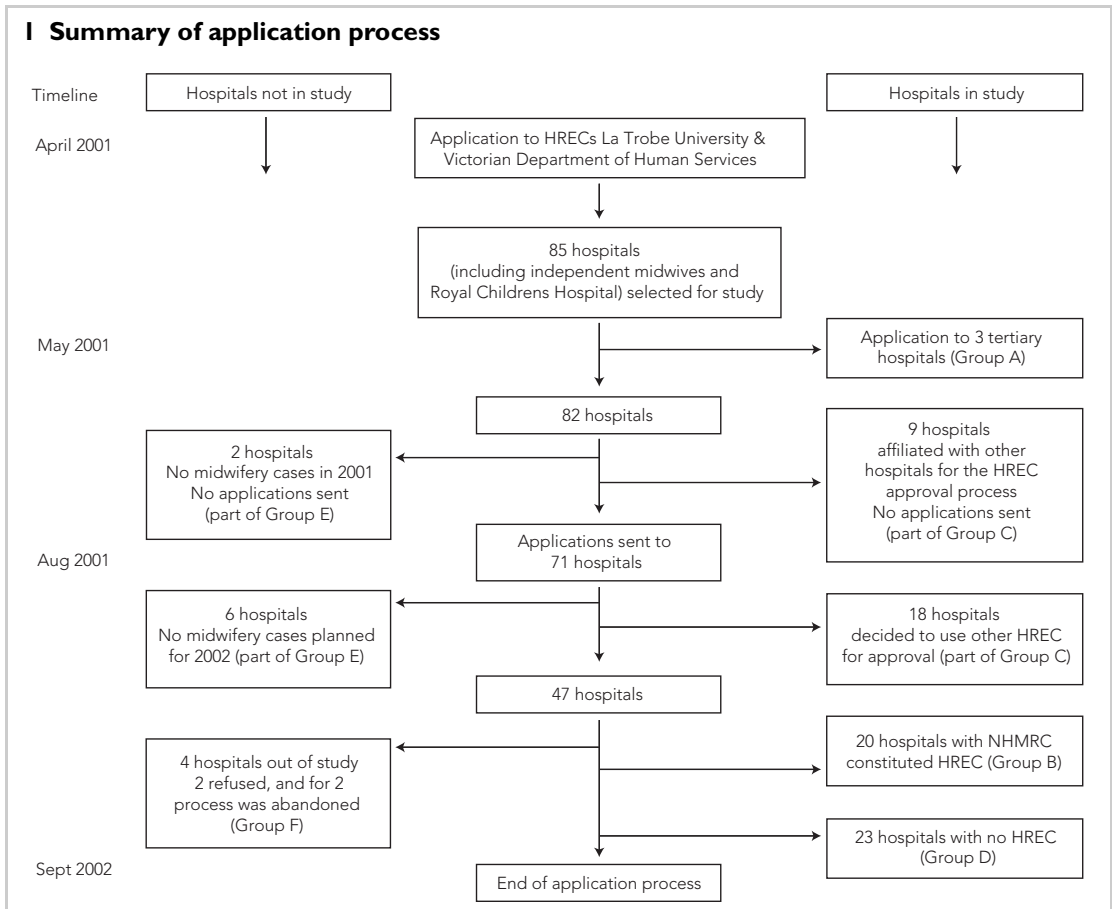 1 Summary of application process
Timeline
Hospitals not in study
Hospitals in study
April 2001
Application to HRECs La Trobe University &
Victorian Department of Human Services
85 hospitals
(including independent midwives and
Royal Childrens Hospital) selected for study
May 2001
Application to 3 tertiary
hospitals (Group A)
82 hospitals
2 hospitals
No midwifery cases in 2001
No applications sent
(part of Group E)
9 hospitals
affiliated with other
hospitals for the HREC
approval process
No applications sent
(part of Group C)
Aug 2001
Applications sent to
71 hospitals
6 hospitals
No midwifery cases planned
for 2002 (part of Group E)
18 hospitals
decided to use other HREC
for approval (part of Group C)
47 hospitals
4 hospitals out of study
2 refused, and for 2
process was abandoned
(Group F)
20 hospitals with NHMRC
constituted HREC (Group B)
23 hospitals with no HREC
(Group D)
Sept 2002
End of application process